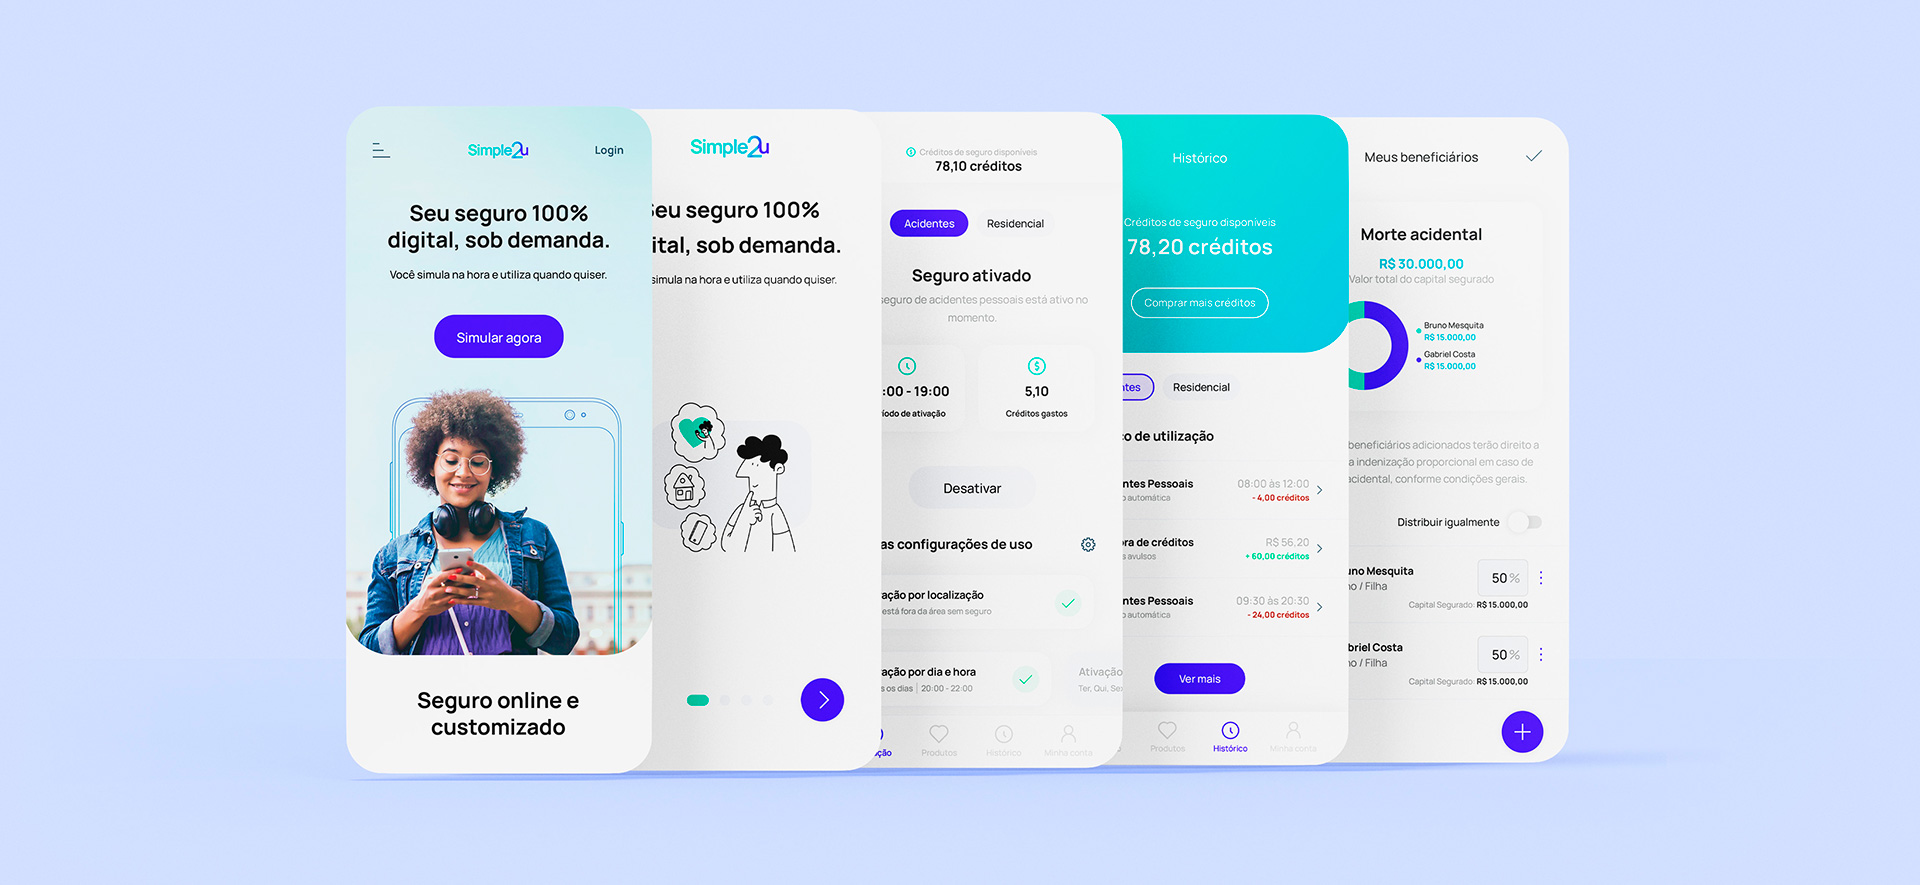 Simple2u
Login
Seu seguro 100%
digital, sob demanda.
Você simula na hora e utiliza quando quiser.
Simular agora
Seguro online e
customizado
Simple2u
Seu seguro 100%
ital, sob demanda.
simula na hora e utiliza quando quiser.
Créditos de seguro disponíveis
78,10 créditos
Acidentes
Residencial
Seguro ativado
seguro de acidentes pessoais está ativo no
momento.
:00 - 19:00
íodo de ativação
5,10
Créditos gastos
Desativar
as configurações de uso
ação por localização
está fora da área sem seguro
ação por dia e hora
s os dias | 20:00 - 22:00
Ativação
Ter, Qui, Se
ção
Produtos
Histórico
Minha conta
Histórico
Créditos de seguro disponíveis
78,20 créditos
Comprar mais créditos
ntes
Residencial
co de utilização
ntes Pessoais
08:00 às 12:00
o automática
- 4,00 créditos
ra de créditos
R$ 56,20
s avulsos
+ 60,00 créditos
ntes Pessoais
09:30 às 20:30
o automática
- 24,00 créditos
Ver mais
Produtos
Histórico
Minha conta
Meus beneficiários
Morte acidental
R$ 30.000,00
Valor total do capital segurado
Bruno Mesquita
R$ 15.000,00
Gabriel Costa
R$ 15.000,00
beneficiários adicionados terão direito a
a indenização proporcional em caso de
acidental, conforme condições gerais.
Distribuir igualmente
uno Mesquita
ho / Filha
50 %
Capital Segurado: R$ 15.000,00
briel Costa
ho / Filha
50 %
Capital Segurado: R$ 15.000,00